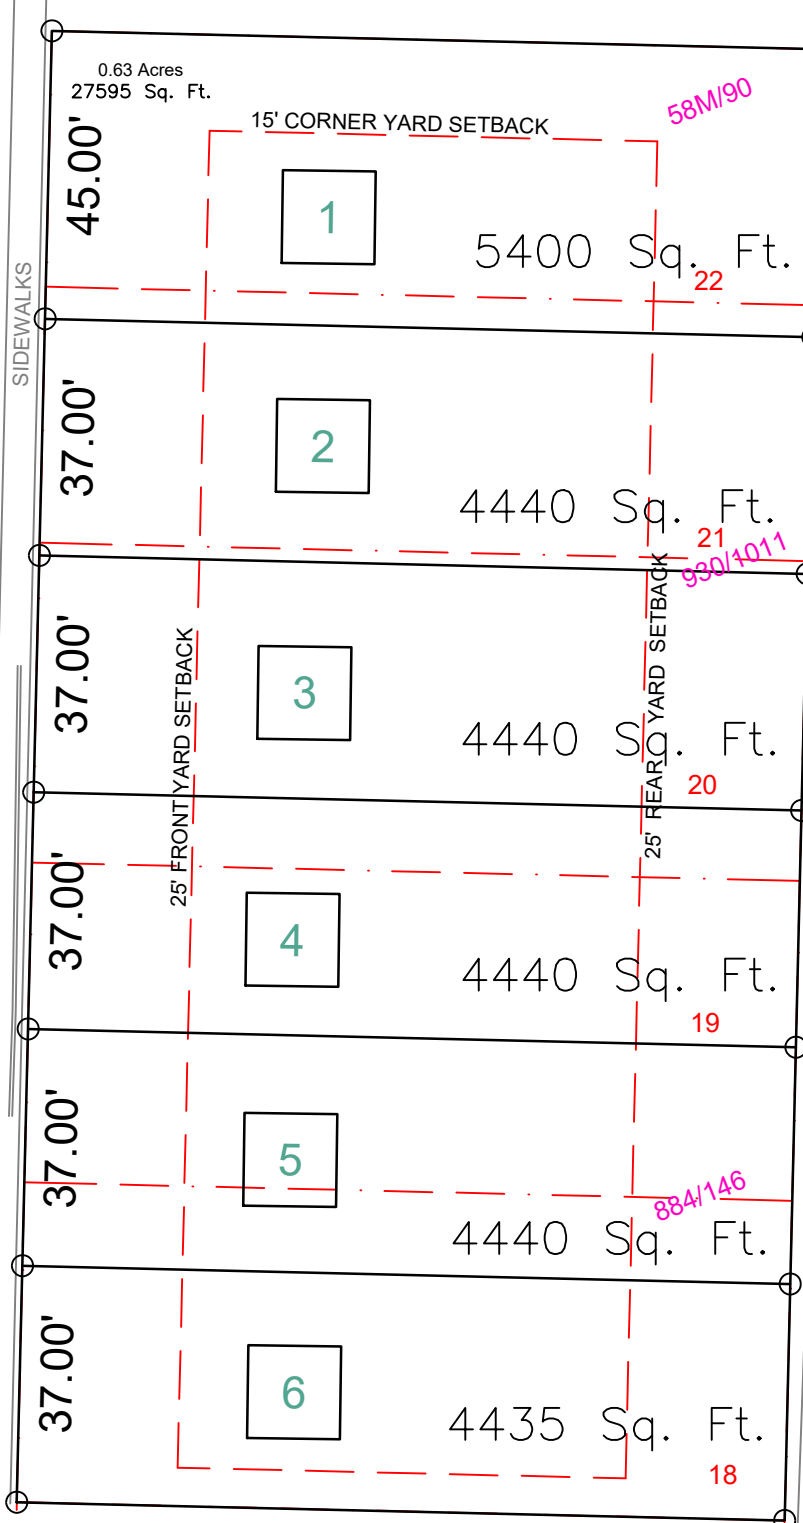 0.63 Acres
27595 Sq. Ft.
58M/90
15' CORNER YARD SETBACK
45.00'
1
5400 Sq. Ft.
22
SIDEWALKS
37.00'
2
4440 Sq. Ft.
21
930/1011
37.00'
3
25' FRONT YARD SETBACK
25' REAR YARD SETBACK
4440 Sq. Ft.
20
37.00'
4
4440 Sq. Ft.
19
37.00'
5
884/146
4440 Sq. Ft.
37.00'
6
4435 Sq. Ft.
18